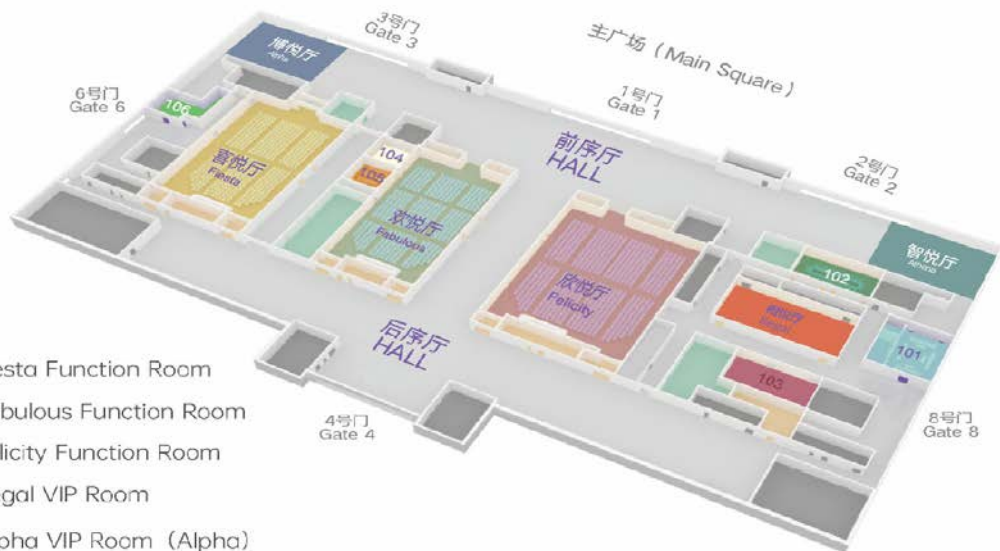 3号门
Gate 3
主广场（Main Square）
博悦厅
Alpha
6号门
Gate 6
106
1号门
Gate 1
前序厅
HALL
2号门
Gate 2
104
105
喜悦厅
Fiesta
欢悦厅
Fabulous
欣悦厅
Felicity
智悦厅
Athena
102
Regal
101
103
后序厅
HALL
4号门
Gate 4
8号门
Gate 8
esta Function Room
bulous Function Room
licity Function Room
gal VIP Room
pha VIP Room（Alpha）